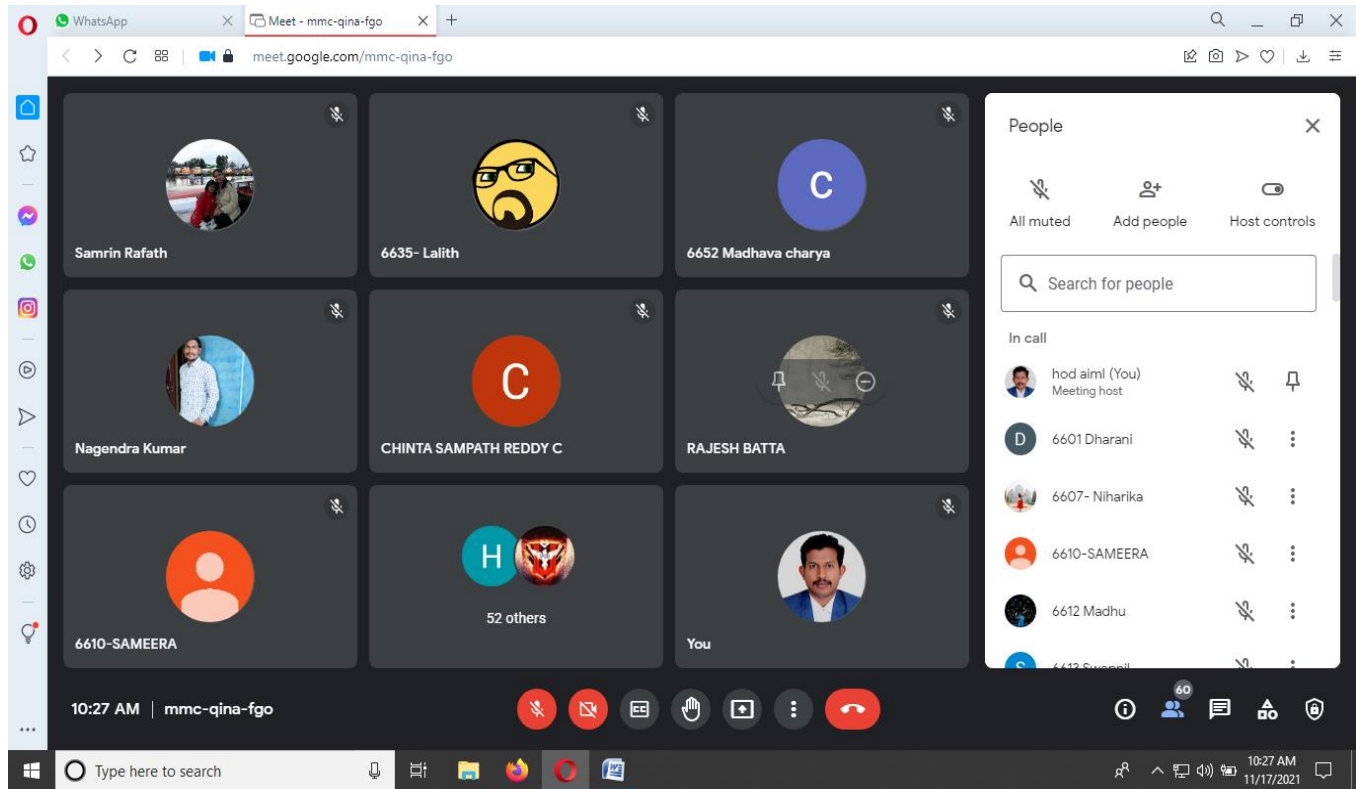 WhatsApp
Meet - mmc-qina-fgo
meet.google.com/mmc-qina-fgo
Samrin Rafath
6635- Lalith
C
6652 Madhava charya
Nagendra Kumar
C
CHINTA SAMPATH REDDY C
RAJESH BATTA
6610-SAMEERA
H
52 others
You
People
All muted
Add people
Host controls
Search for people
In call
hod aiml (You)
Meeting host
D
6601 Dharani
6607- Niharika
6610-SAMEERA
6612 Madhu
10:27 AM | mmc-qina-fgo
CC
60
Type here to search
10:27 AM
11/17/2021